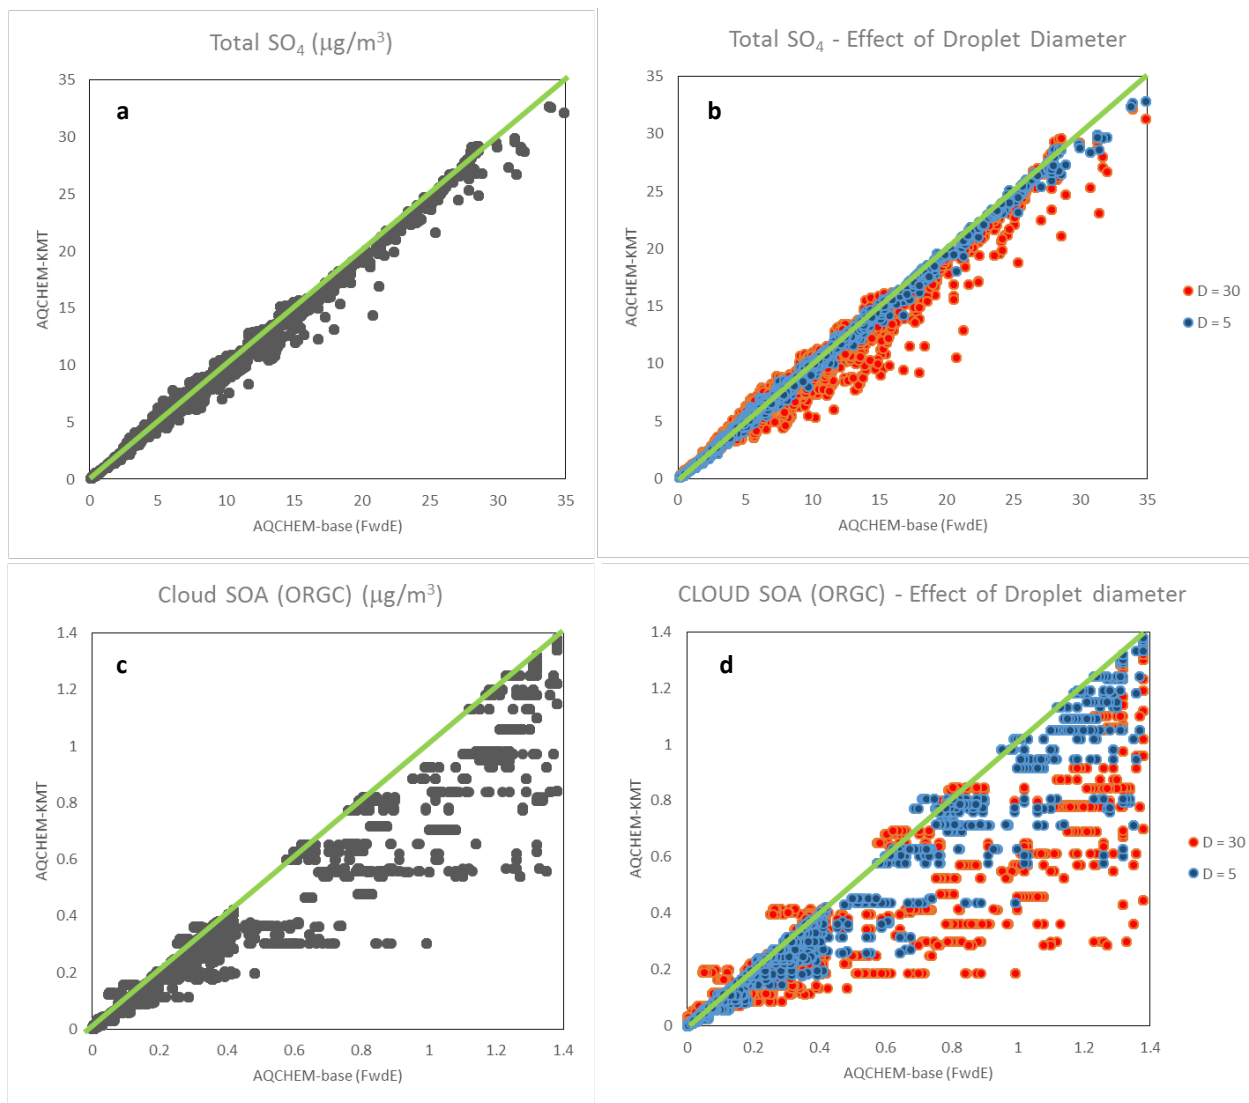 Total SO₄ (µg/m³)
a
AQCHEM-KMT
35
30
25
20
15
10
5
0
0 5 10 15 20 25 30 35
AQCHEM-base (FwdE)
Total SO₄ - Effect of Droplet Diameter
b
AQCHEM-KMT
35
30
25
20
15
10
5
0
0 5 10 15 20 25 30 35
AQCHEM-base (FwdE)
D = 30
D = 5
Cloud SOA (ORGC) (µg/m³)
c
AQCHEM-KMT
1.4
1.2
1
0.8
0.6
0.4
0.2
0
0 0.2 0.4 0.6 0.8 1 1.2 1.4
AQCHEM-base (FwdE)
CLOUD SOA (ORGC) - Effect of Droplet diameter
d
AQCHEM-KMT
1.4
1.2
1
0.8
0.6
0.4
0.2
0
0 0.2 0.4 0.6 0.8 1 1.2 1.4
AQCHEM-base (FwdE)
D = 30
D = 5